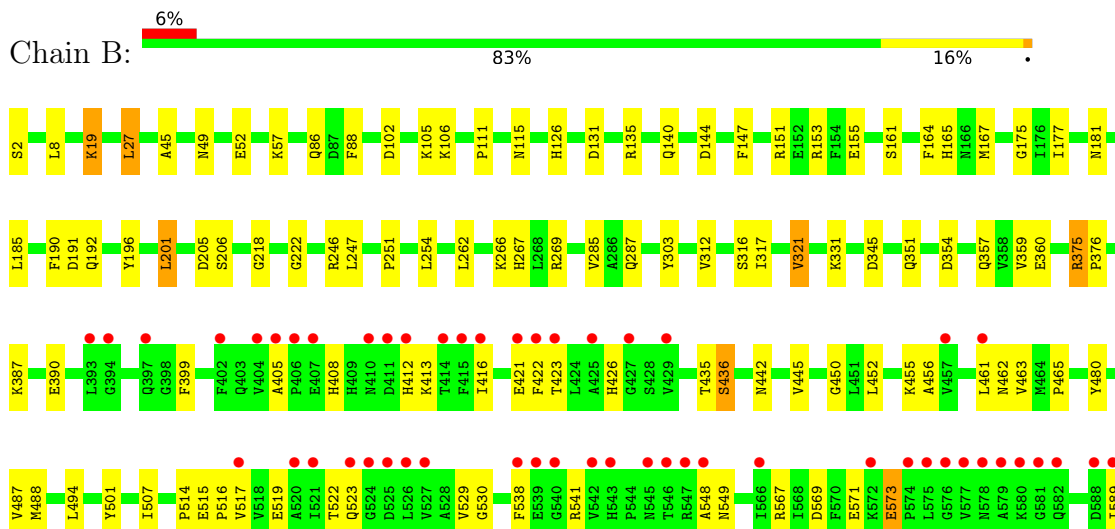 6%
Chain B:
83% 16% •
S2 L8 K19 L27 A45 N49 E52 K57 Q86 D87 F88 D102 K105 K106 P111 N115 H126 D131 R135 Q140 D144 F147 R151 E152 R153 F154 E155 S161 F164 H165 N166 M167 G175 I176 I177 N181
L185 F190 D191 Q192 Y196 L201 D205 S206 G218 G222 R246 L247 P251 L254 L262 K266 H267 L268 R269 V285 A286 Q287 Y303 V312 S316 I317 V321 K331 D345 Q351 D354 Q357 V358 V359 E360 R375 P376
K387 E390 L393 G394 Q397 G398 F399 F402 Q403 V404 A405 P406 E407 H408 H409 N410 D411 H412 K413 T414 F415 I416 E421 F422 T423 L424 A425 H426 G427 S428 V429 T435 S436 N442 V445 G450 L451 L452 K455 A456 V457 L461 N462 V463 M464 P465 Y480
V487 M488 L494 Y501 I507 P514 E515 P516 V517 V518 E519 A520 I521 T522 Q523 G524 D525 L526 V527 A528 V529 G530 F538 E539 G540 R541 V542 H543 P544 N545 T546 R547 A548 N549 I566 R567 I568 D569 F570 E571 K572 E573 P574 L575 G576 V577 N578 A579 K580 G581 Q582 D588